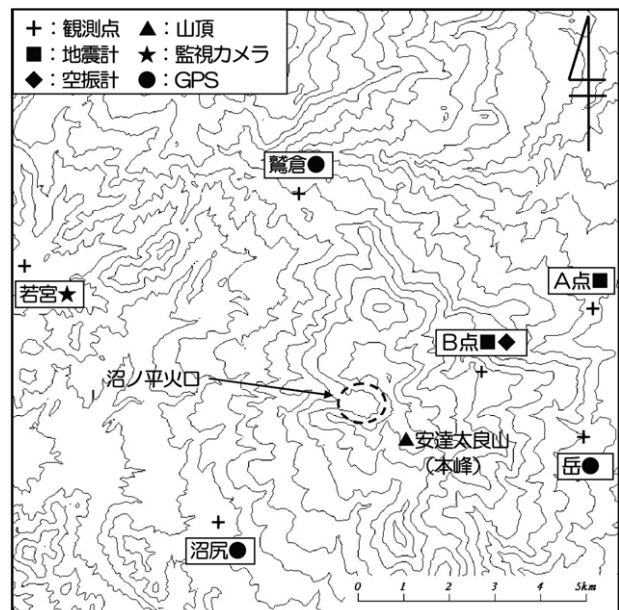 +：観測点 ▲：山頂
■：地震計 ★：監視カメラ
◆：空振計 ●：GPS
鷲倉●
若宮★
A点■
B点■◆
沼ノ平火口
▲安達太良山
（本峰）
岳●
沼尻●
0 1 2 3 4 5km